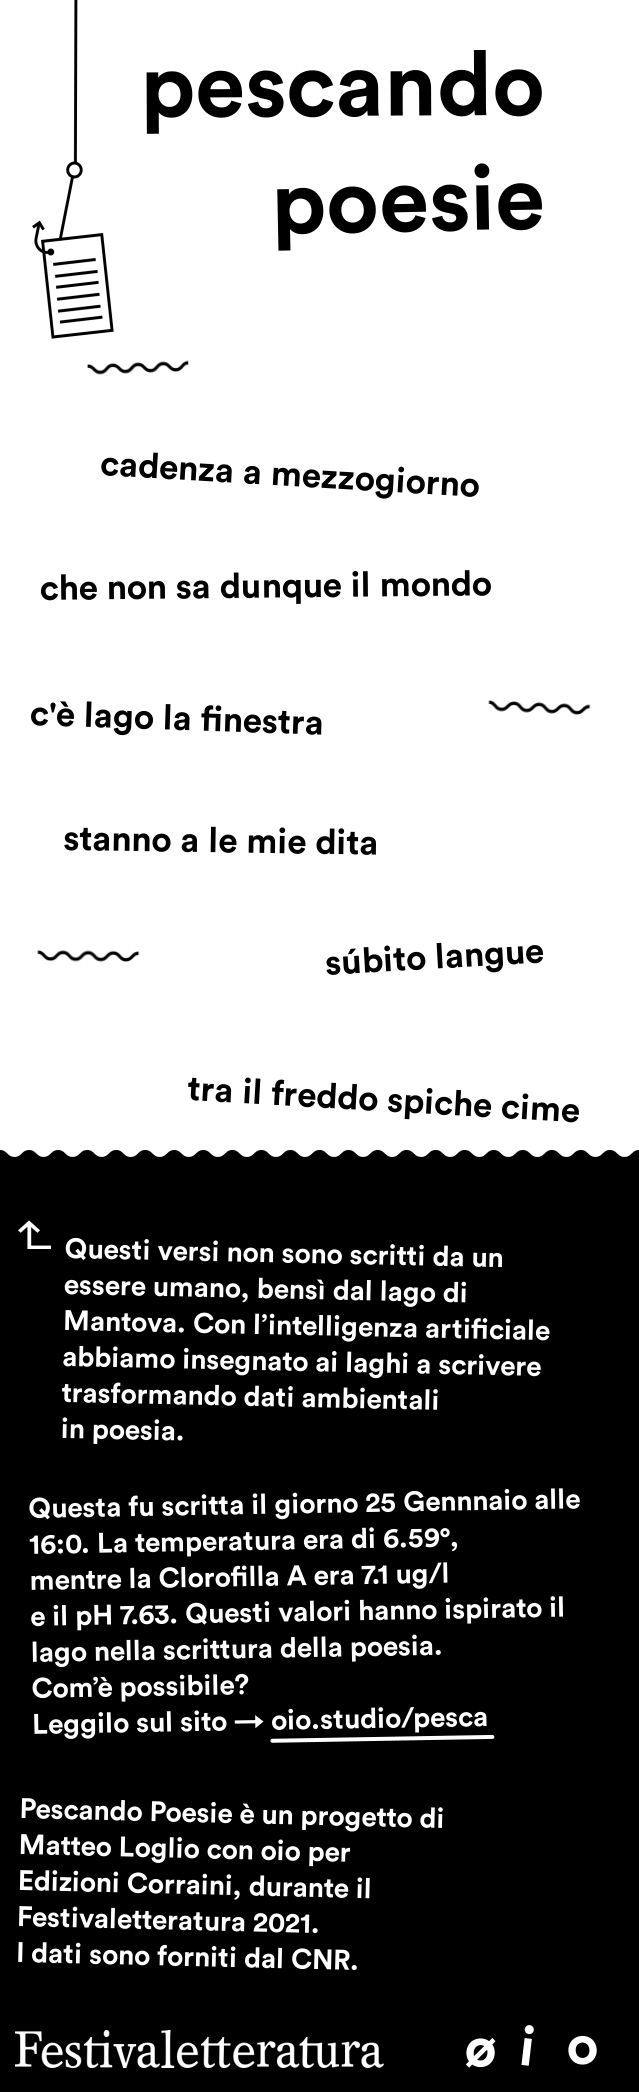 pescando
poesie
cadenza a mezzogiorno
che non sa dunque il mondo
c'è lago la finestra
stanno a le mie dita
súbito langue
tra il freddo spiche cime
Questi versi non sono scritti da un
essere umano, bensì dal lago di
Mantova. Con l’intelligenza artificiale
abbiamo insegnato ai laghi a scrivere
trasformando dati ambientali
in poesia.
Questa fu scritta il giorno 25 Gennnaio alle
16:0. La temperatura era di 6.59°,
mentre la Clorofilla A era 7.1 ug/l
e il pH 7.63. Questi valori hanno ispirato il
lago nella scrittura della poesia.
Com’è possibile?
Leggilo sul sito → oio.studio/pesca
Pescando Poesie è un progetto di
Matteo Loglio con oio per
Edizioni Corraini, durante il
Festivaletteratura 2021.
I dati sono forniti dal CNR.
Festivaletteratura ø i o